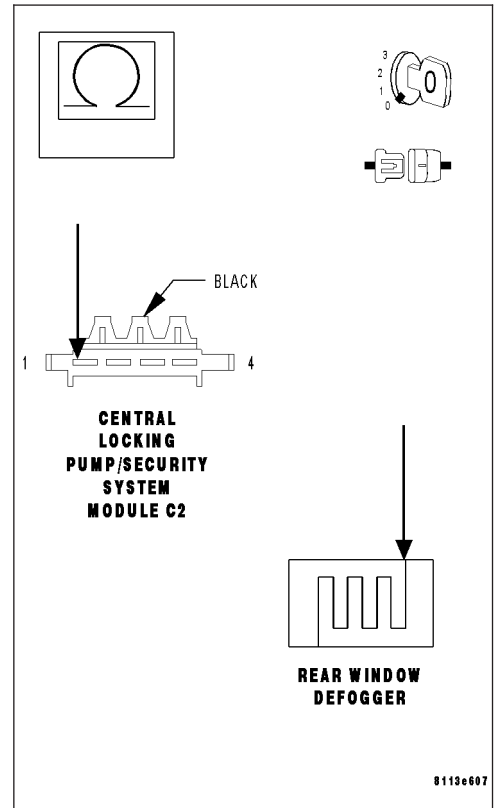 3
2
1
0
BLACK
1
4
CENTRAL
LOCKING
PUMP/SECURITY
SYSTEM
MODULE C2
REAR WINDOW
DEFOGGER
8113e607